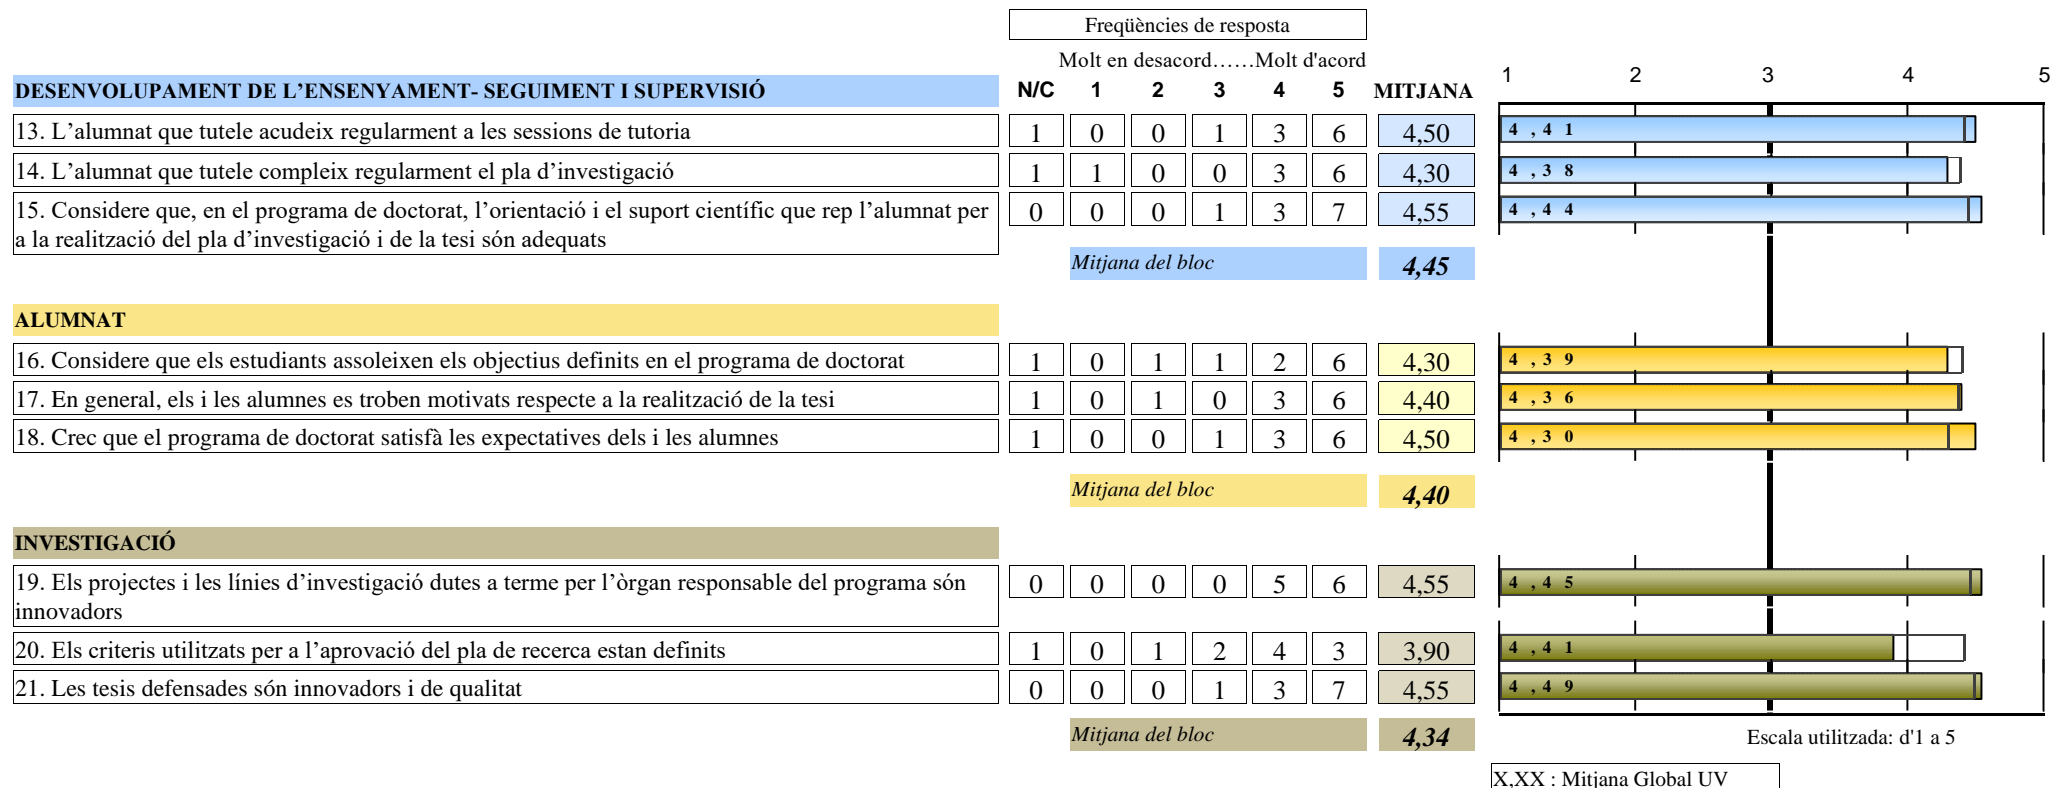 Freqüències de resposta
Molt en desacord……Molt d'acord
DESENVOLUPAMENT DE L’ENSENYAMENT- SEGUIMENT I SUPERVISIÓ N/C 1 2 3 4 5 MITJANA 1 2 3 4 5
13. L’alumnat que tutele acudeix regularment a les sessions de tutoria 1 0 0 1 3 6 4,50 4,41
14. L’alumnat que tutele compleix regularment el pla d’investigació 1 1 0 0 3 6 4,30 4,38
15. Considere que, en el programa de doctorat, l’orientació i el suport científic que rep l’alumnat per 0 0 0 1 3 7 4,55 4,44
a la realització del pla d’investigació i de la tesi són adequats
Mitjana del bloc 4,45
ALUMNAT
16. Considere que els estudiants assoleixen els objectius definits en el programa de doctorat 1 0 1 1 2 6 4,30 4,39
17. En general, els i les alumnes es troben motivats respecte a la realització de la tesi 1 0 1 0 3 6 4,40 4,36
18. Crec que el programa de doctorat satisfà les expectatives dels i les alumnes 1 0 0 1 3 6 4,50 4,30
Mitjana del bloc 4,40
INVESTIGACIÓ
19. Els projectes i les línies d’investigació dutes a terme per l’òrgan responsable del programa són 0 0 0 0 5 6 4,55 4,45
innovadors
20. Els criteris utilitzats per a l’aprovació del pla de recerca estan definits 1 0 1 2 4 3 3,90 4,41
21. Les tesis defensades són innovadors i de qualitat 0 0 0 1 3 7 4,55 4,49
Mitjana del bloc 4,34
Escala utilitzada: d'1 a 5
X,XX : Mitjana Global UV